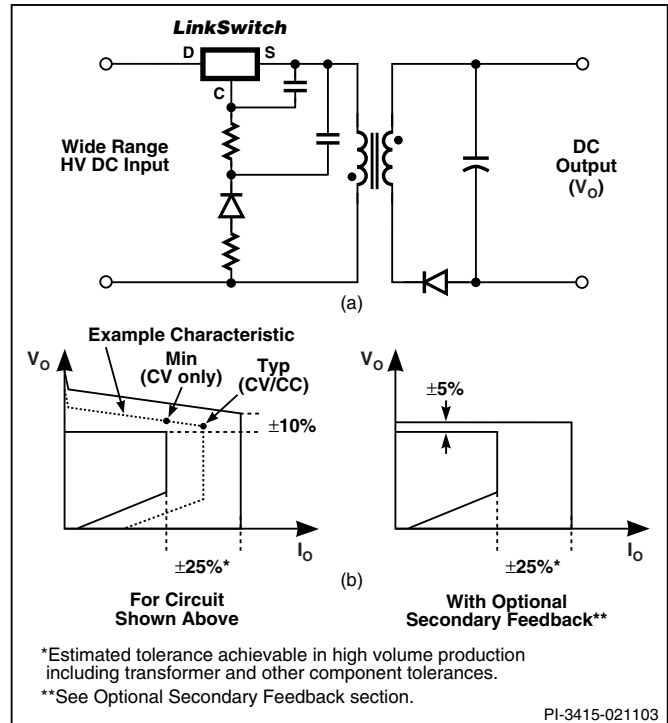 LinkSwitch
D S
C
Wide Range
HV DC Input
DC
Output
(VO)
(a)
Example Characteristic
VO
Min
(CV only)
Typ
(CV/CC)
±10%
IO
±25%*
For Circuit
Shown Above
(b)
VO
±5%
IO
±25%*
With Optional
Secondary Feedback**
*Estimated tolerance achievable in high volume production
including transformer and other component tolerances.
**See Optional Secondary Feedback section.
PI-3415-021103